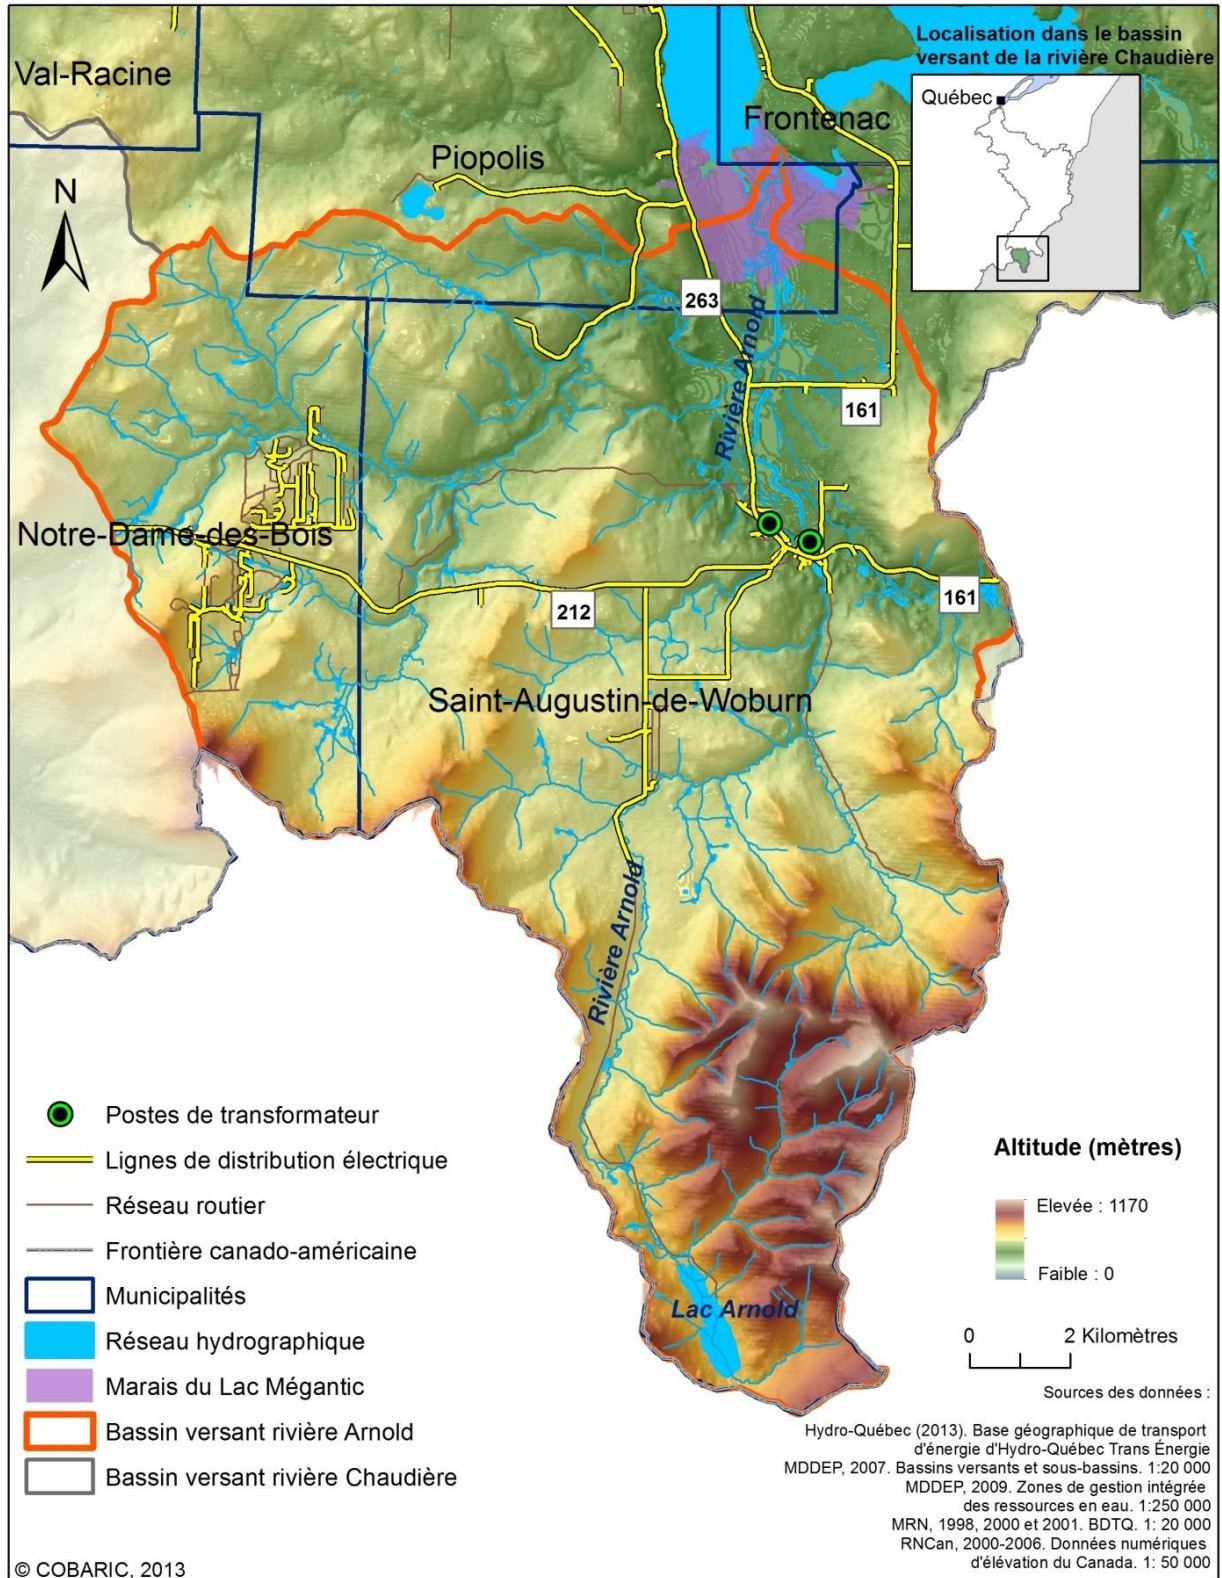 Localisation dans le bassin
versant de la rivière Chaudière
Québec
Val-Racine
Frontenac
Piopolis
N
263
Rivière Arnold
161
Notre-Dame-des-Bois
212
161
Saint-Augustin-de-Woburn
Rivière Arnold
Lac Arnold
Postes de transformateur
Lignes de distribution électrique
Réseau routier
Frontière canado-américaine
Municipalités
Réseau hydrographique
Marais du Lac Mégantic
Bassin versant rivière Arnold
Bassin versant rivière Chaudière
Altitude (mètres)
Elevée : 1170
Faible : 0
0 2 Kilomètres
Sources des données :
Hydro-Québec (2013). Base géographique de transport
d'énergie d'Hydro-Québec Trans Énergie
MDDEP, 2007. Bassins versants et sous-bassins. 1:20 000
MDDEP, 2009. Zones de gestion intégrée
des ressources en eau. 1:250 000
MRN, 1998, 2000 et 2001. BDTQ. 1: 20 000
RNCan, 2000-2006. Données numériques
d'élévation du Canada. 1: 50 000
© COBARIC, 2013